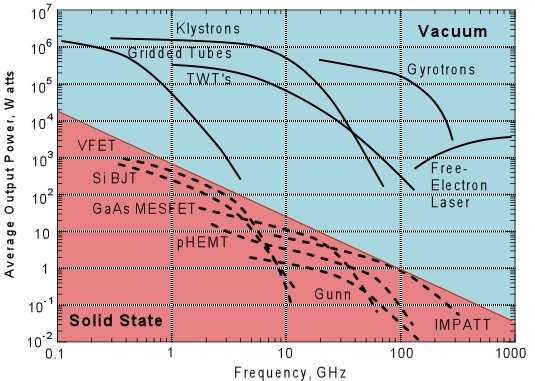 Average Output Power, Watts
10^7
10^6
10^5
10^4
10^3
10^2
10
1
10^-1
10^-2
Vacuum
Klystrons
Gridded Tubes
TWT's
Gyrotrons
Free-
Electron
Laser
VFET
Si BJT
GaAs MESFET
pHEMT
Gunn
IMPATT
Solid State
0.1 1 10 100 1000
Frequency, GHz